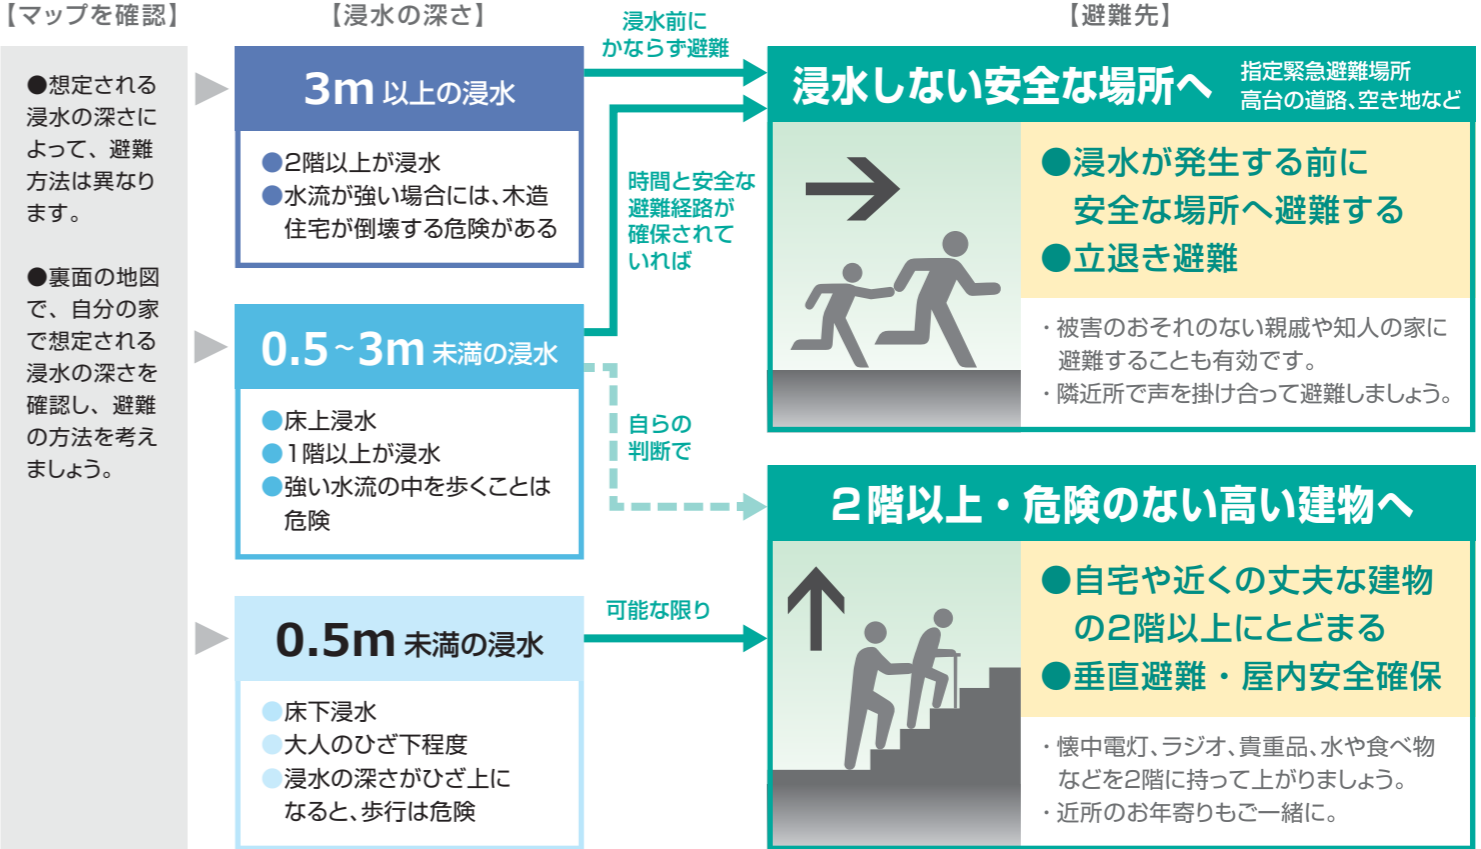 【マップを確認】
●想定される
浸水の深さに
よって、避難
方法は異なり
ます。
●裏面の地図
で、自分の家
で想定される
浸水の深さを
確認し、避難
の方法を考え
ましょう。
【浸水の深さ】
3m 以上の浸水
●2階以上が浸水
●水流が強い場合には、木造
住宅が倒壊する危険がある
0.5~3m 未満の浸水
●床上浸水
●1階以上が浸水
●強い水流の中を歩くことは
危険
0.5m 未満の浸水
●床下浸水
●大人のひざ下程度
●浸水の深さがひざ上に
なると、歩行は危険
浸水前に
かならず避難
時間と安全な
避難経路が
確保されて
いれば
自らの
判断で
可能な限り
【避難先】
浸水しない安全な場所へ
指定緊急避難場所
高台の道路、空き地など
●浸水が発生する前に
安全な場所へ避難する
●立退き避難
・被害のおそれのない親戚や知人の家に
避難することも有効です。
・隣近所で声を掛け合って避難しましょう。
2階以上・危険のない高い建物へ
●自宅や近くの丈夫な建物
の2階以上にとどまる
●垂直避難・屋内安全確保
・懐中電灯、ラジオ、貴重品、水や食べ物
などを2階に持って上がりましょう。
・近所のお年寄りもご一緒に。